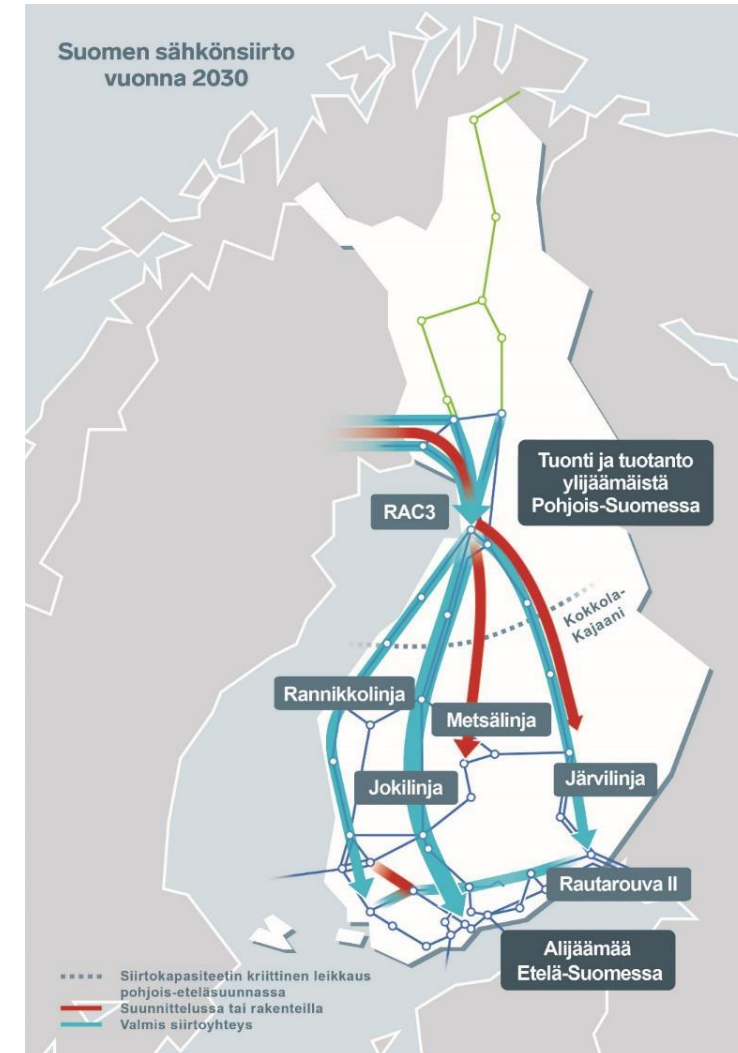 Suomen sähkönsiirto
vuonna 2030
Tuonti ja tuotanto
ylijäämäistä
Pohjois-Suomessa
RAC3
Kokkola-
Kajaani
Rannikkolinja
Metsälinja
Jokilinja
Järvilinja
Rautarouva II
Alijäämää
Etelä-Suomessa
Siirtokapasiteetin kriittinen leikkaus
pohjois-eteläsuunnassa
Suunnittelussa tai rakenteilla
Valmis siirtoyhteys